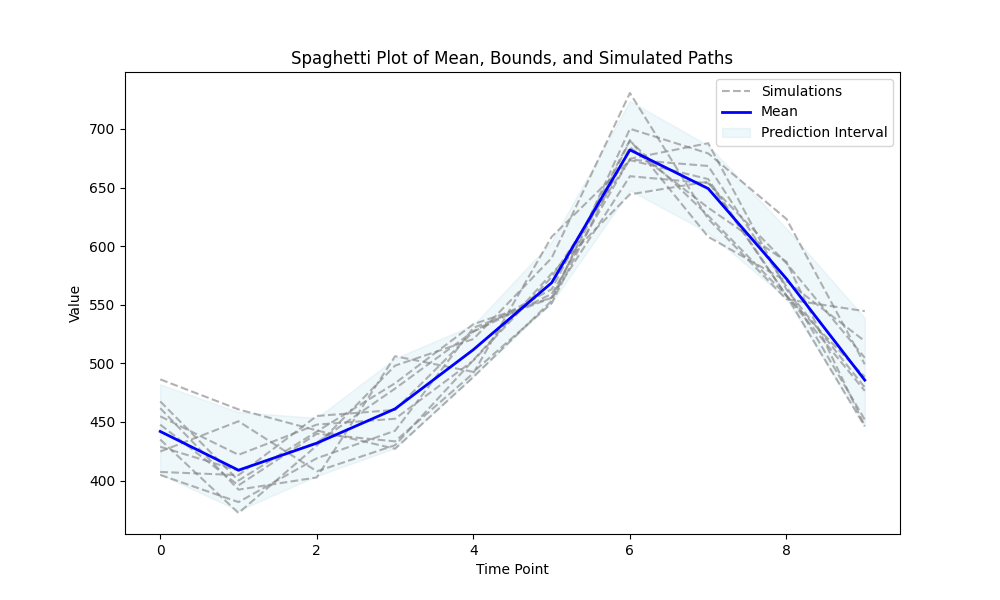 Spaghetti Plot of Mean, Bounds, and Simulated Paths
Simulations
Mean
Prediction Interval
Value
700
650
600
550
500
450
400
0 2 4 6 8
Time Point